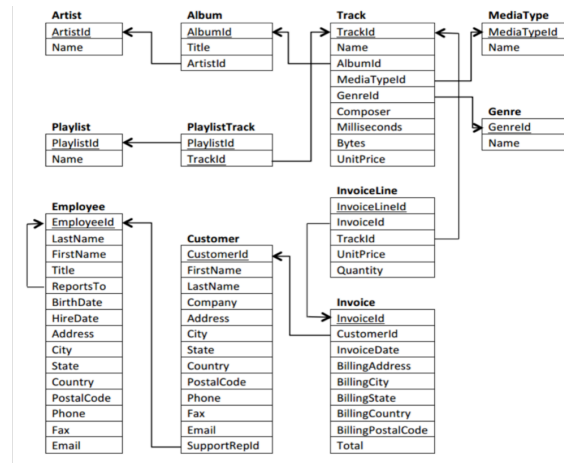 Artist
ArtistId
Name
Album
AlbumId
Title
ArtistId
Track
TrackId
Name
AlbumId
MediaTypeId
GenreId
Composer
Milliseconds
Bytes
UnitPrice
MediaType
MediaTypeId
Name
Genre
GenreId
Name
Playlist
PlaylistId
Name
PlaylistTrack
PlaylistId
TrackId
Employee
EmployeeId
LastName
FirstName
Title
ReportsTo
BirthDate
HireDate
Address
City
State
Country
PostalCode
Phone
Fax
Email
Customer
CustomerId
FirstName
LastName
Company
Address
City
State
Country
PostalCode
Phone
Fax
Email
SupportRepId
InvoiceLine
InvoiceLineId
InvoiceId
TrackId
UnitPrice
Quantity
Invoice
InvoiceId
CustomerId
InvoiceDate
BillingAddress
BillingCity
BillingState
BillingCountry
BillingPostalCode
Total